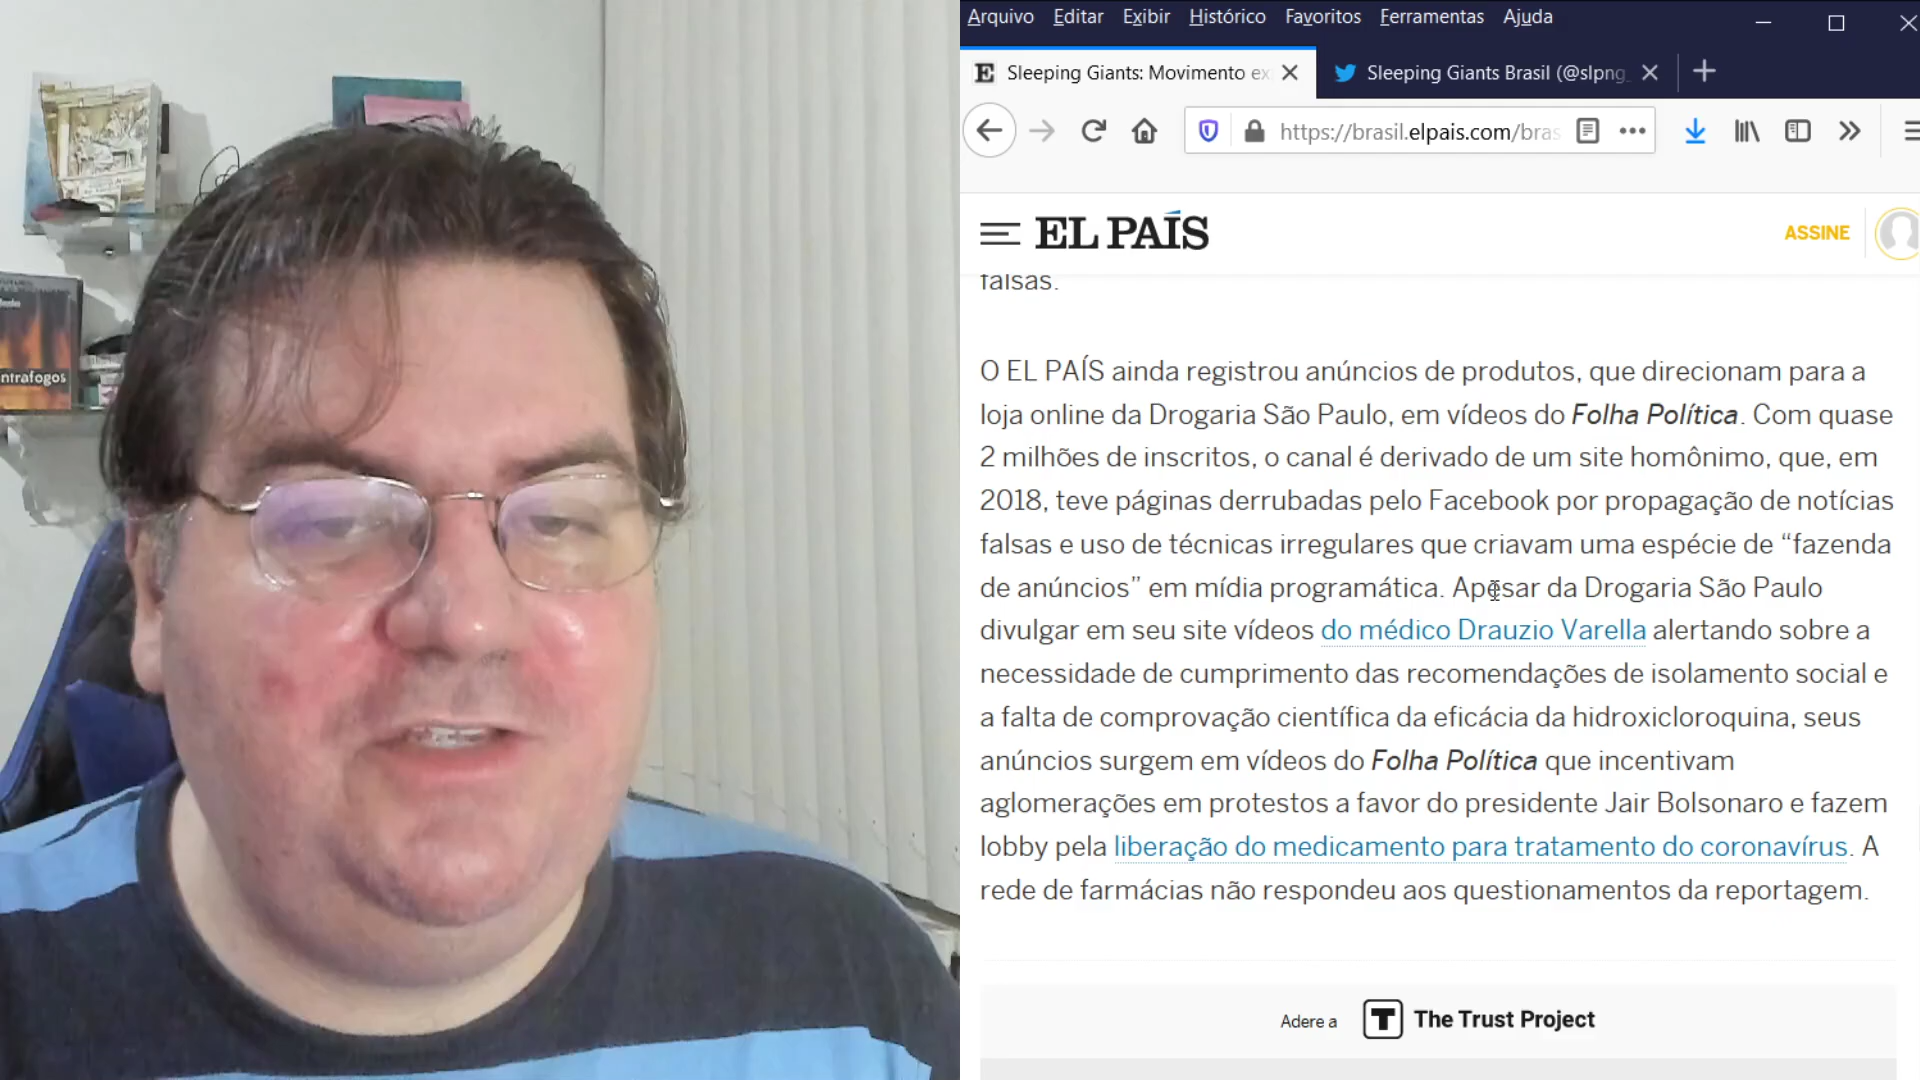 ntrafogos
Arquivo Editar Exibir Histórico Favoritos Ferramentas Ajuda
Sleeping Giants: Movimento ex
Sleeping Giants Brasil (@slpng_
https://brasil.elpais.com/bras
EL PAÍS
ASSINE
falsas.
O EL PAÍS ainda registrou anúncios de produtos, que direcionam para a
loja online da Drogaria São Paulo, em vídeos do Folha Política. Com quase
2 milhões de inscritos, o canal é derivado de um site homônimo, que, em
2018, teve páginas derrubadas pelo Facebook por propagação de notícias
falsas e uso de técnicas irregulares que criavam uma espécie de “fazenda
de anúncios” em mídia programática. Apesar da Drogaria São Paulo
divulgar em seu site vídeos do médico Drauzio Varella alertando sobre a
necessidade de cumprimento das recomendações de isolamento social e
a falta de comprovação científica da eficácia da hidroxicloroquina, seus
anúncios surgem em vídeos do Folha Política que incentivam
aglomerações em protestos a favor do presidente Jair Bolsonaro e fazem
lobby pela liberação do medicamento para tratamento do coronavírus. A
rede de farmácias não respondeu aos questionamentos da reportagem.
Adere a
The Trust Project